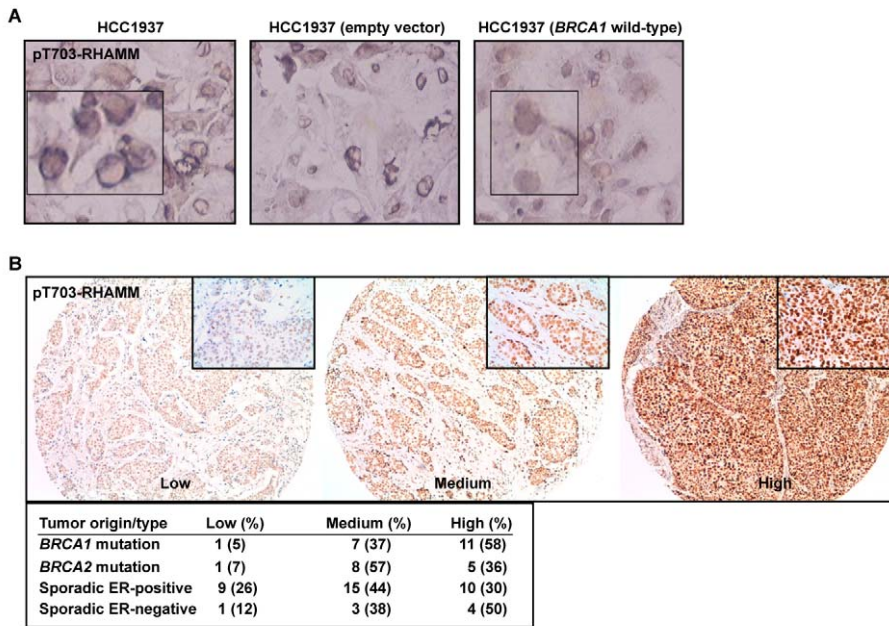 A
HCC1937
HCC1937 (empty vector)
HCC1937 (BRCA1 wild-type)
pT703-RHAMM
B
pT703-RHAMM
Low
Medium
High
Tumor origin/type Low (%) Medium (%) High (%)
BRCA1 mutation 1 (5) 7 (37) 11 (58)
BRCA2 mutation 1 (7) 8 (57) 5 (36)
Sporadic ER-positive 9 (26) 15 (44) 10 (30)
Sporadic ER-negative 1 (12) 3 (38) 4 (50)